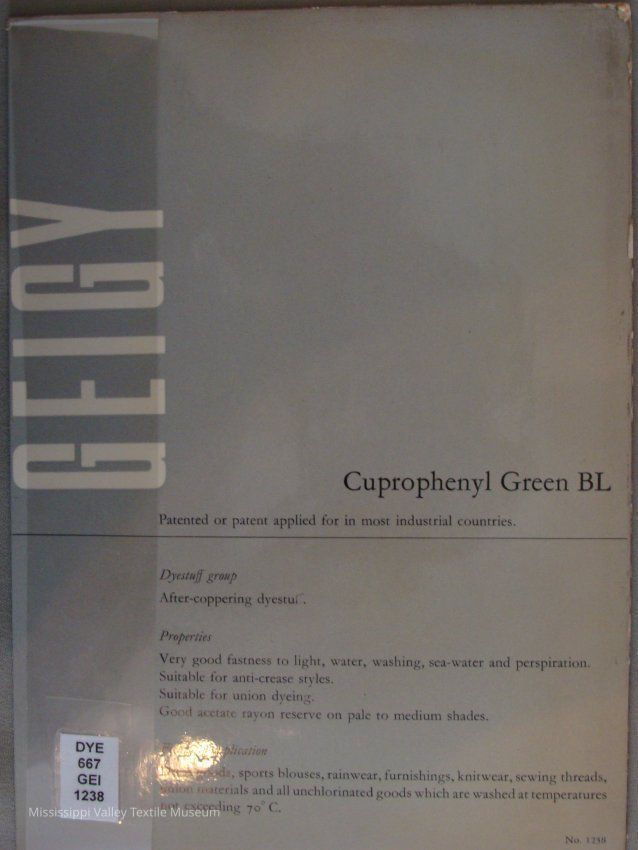 GEIGY
Cuprophenyl Green BL
Patented or patent applied for in most industrial countries.
Dyestuff group
After-coppering dyestuff.
Properties
Very good fastness to light, water, washing, sea-water and perspiration.
Suitable for anti-crease styles.
Suitable for union dyeing.
Good acetate rayon reserve on pale to medium shades.
application
goods, sports blouses, rainwear, furnishings, knitwear, sewing threads,
union materials and all unchlorinated goods which are washed at temperatures
not exceeding 70° C.
DYE
667
GEI
1238
Mississippi Valley Textile Museum
No. 1238